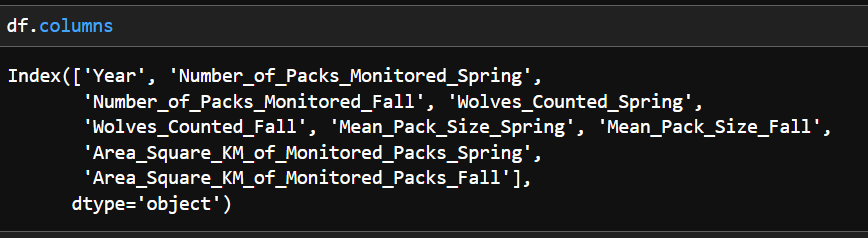 df.columns
Index(['Year', 'Number_of_Packs_Monitored_Spring',
'Number_of_Packs_Monitored_Fall', 'Wolves_Counted_Spring',
'Wolves_Counted_Fall', 'Mean_Pack_Size_Spring', 'Mean_Pack_Size_Fall',
'Area_Square_KM_of_Monitored_Packs_Spring',
'Area_Square_KM_of_Monitored_Packs_Fall'],
dtype='object')